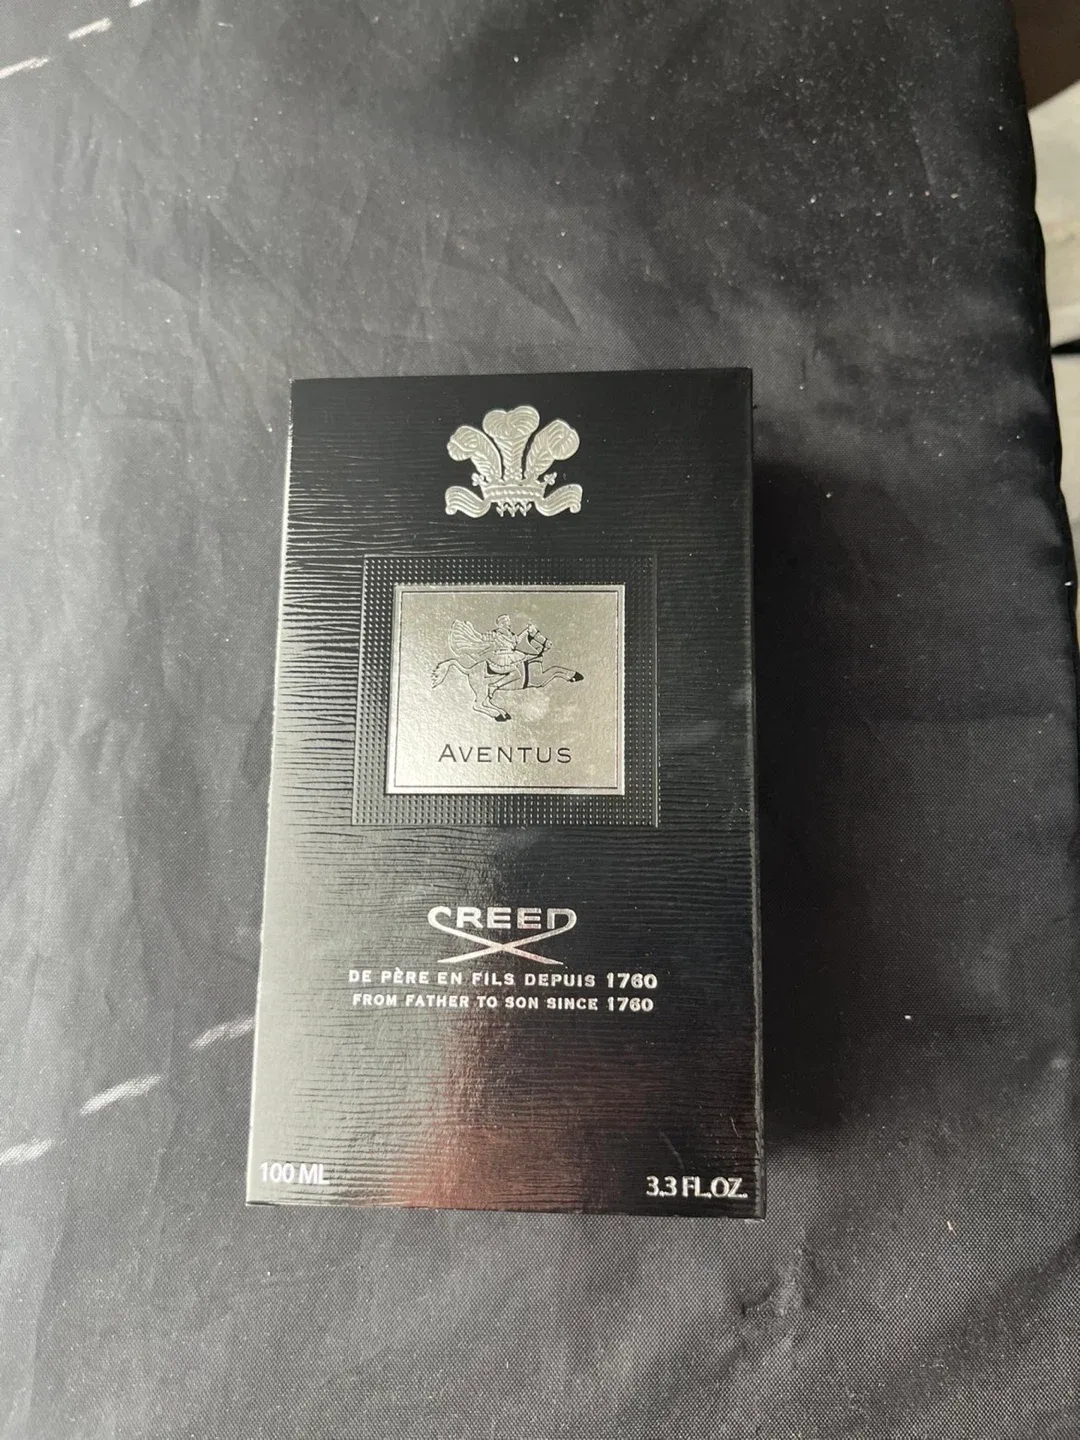 AVENTUS
CREED
DE PÈRE EN FILS DEPUIS 1760
FROM FATHER TO SON SINCE 1760
100 ML
3.3 FL.OZ.